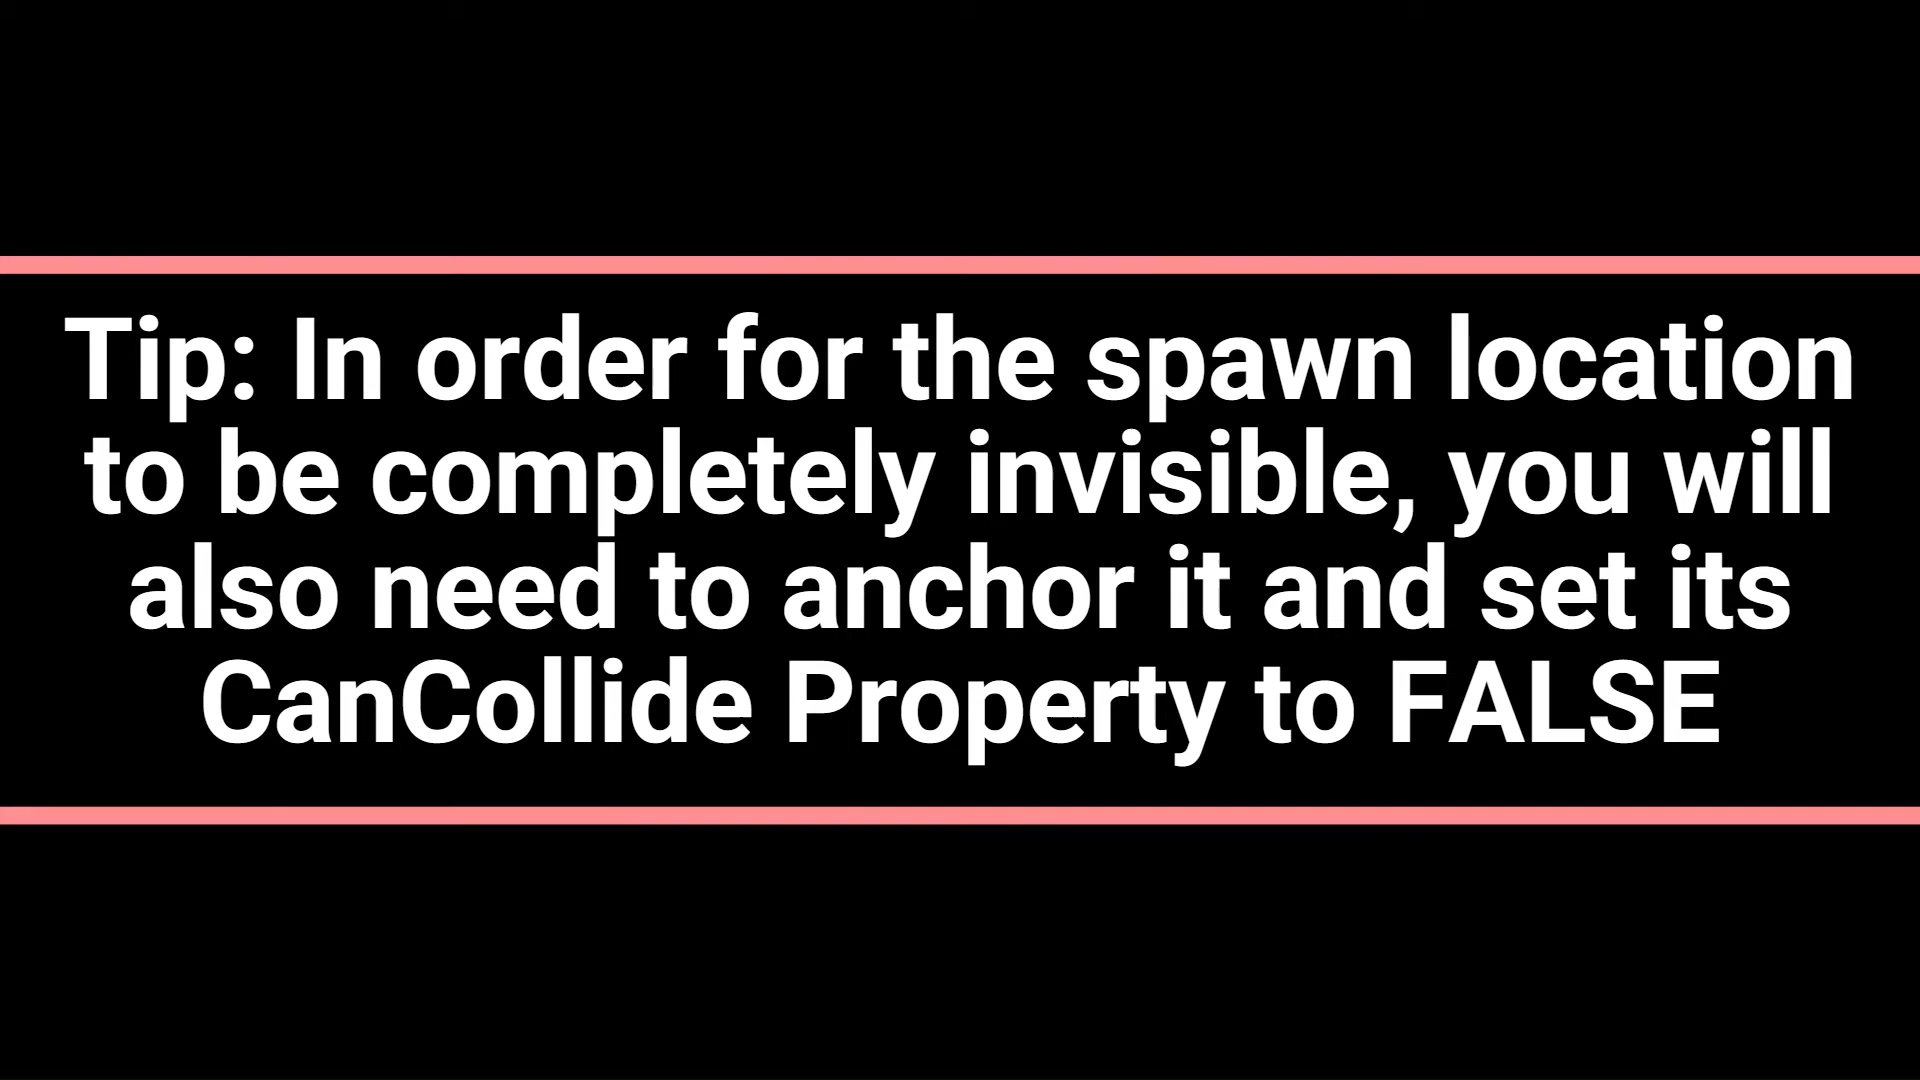 Tip: In order for the spawn location
to be completely invisible, you will
also need to anchor it and set its
CanCollide Property to FALSE